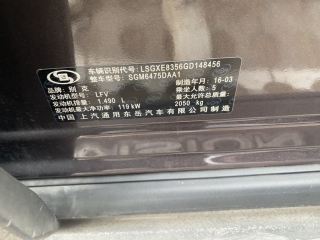 车辆识别代号: LSGXE8356GD148456
整车型号: SGM6475DAA1
品牌: 别克 制造年月: 16-03
发动机型号: LFV 乘坐人数: 5
发动机排量: 1.490 L 最大允许总质量:
发动机最大净功率: 119 kW 2050 kg
中国 上汽通用东岳汽车有限公司 制造